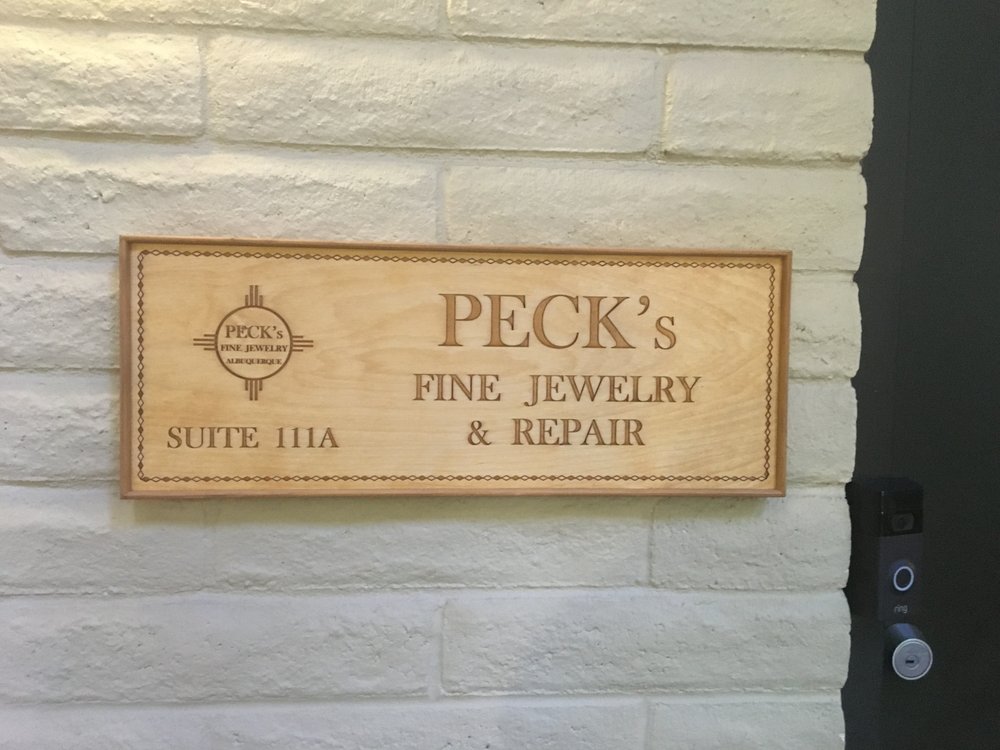 PECK's
FINE JEWELRY
ALBUQUERQUE
SUITE 111A
PECK's
FINE JEWELRY
& REPAIR
ring